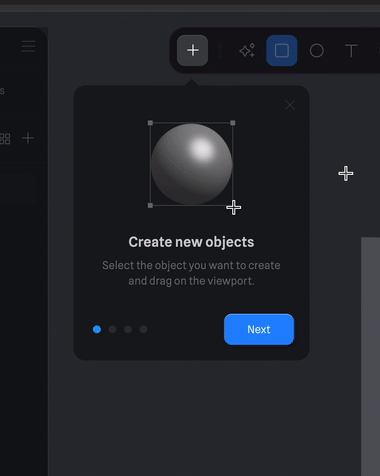 s
Create new objects
Select the object you want to create
and drag on the viewport.
Next